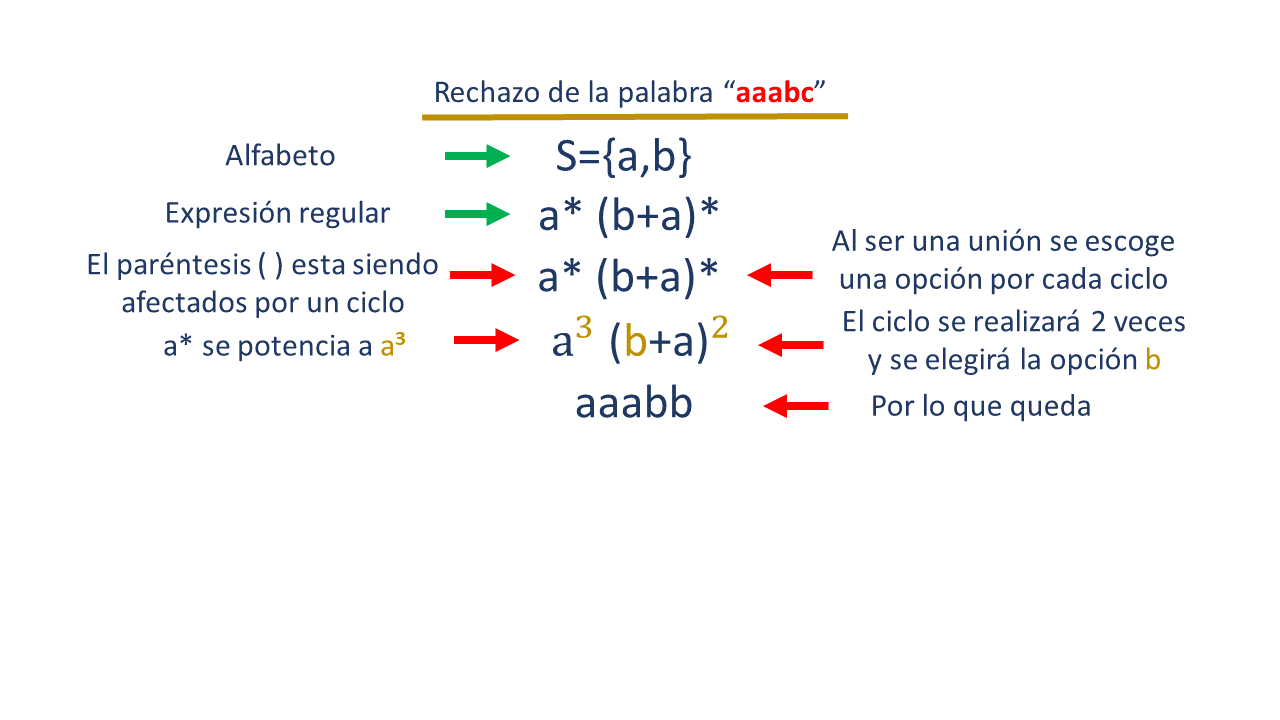 Rechazo de la palabra “aaabc”
Alfabeto
S={a,b}
Expresión regular
a* (b+a)*
El paréntesis ( ) esta siendo
afectados por un ciclo
a* (b+a)*
Al ser una unión se escoge
una opción por cada ciclo
a* se potencia a a³
a³ (b+a)²
El ciclo se realizará 2 veces
y se elegirá la opción b
aaabb
Por lo que queda